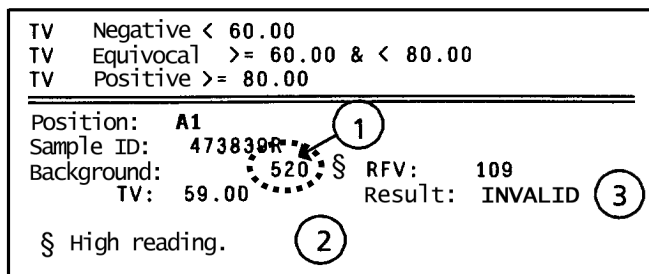 TV Negative < 60.00
TV Equivocal >= 60.00 & < 80.00
TV Positive >= 80.00
Position: A1
1
Sample ID: 473839R
Background: 520 § RFV: 109
TV: 59.00 Result: INVALID 3
§ High reading. 2